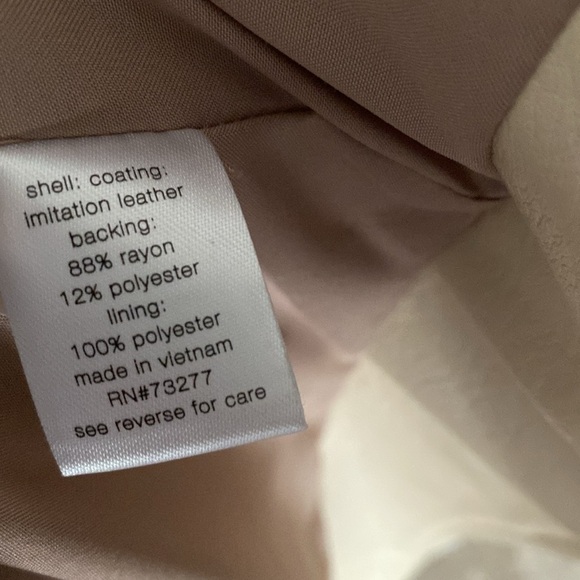 shell: coating:
imitation leather
backing:
88% rayon
12% polyester
lining:
100% polyester
made in vietnam
RN#73277
see reverse for care